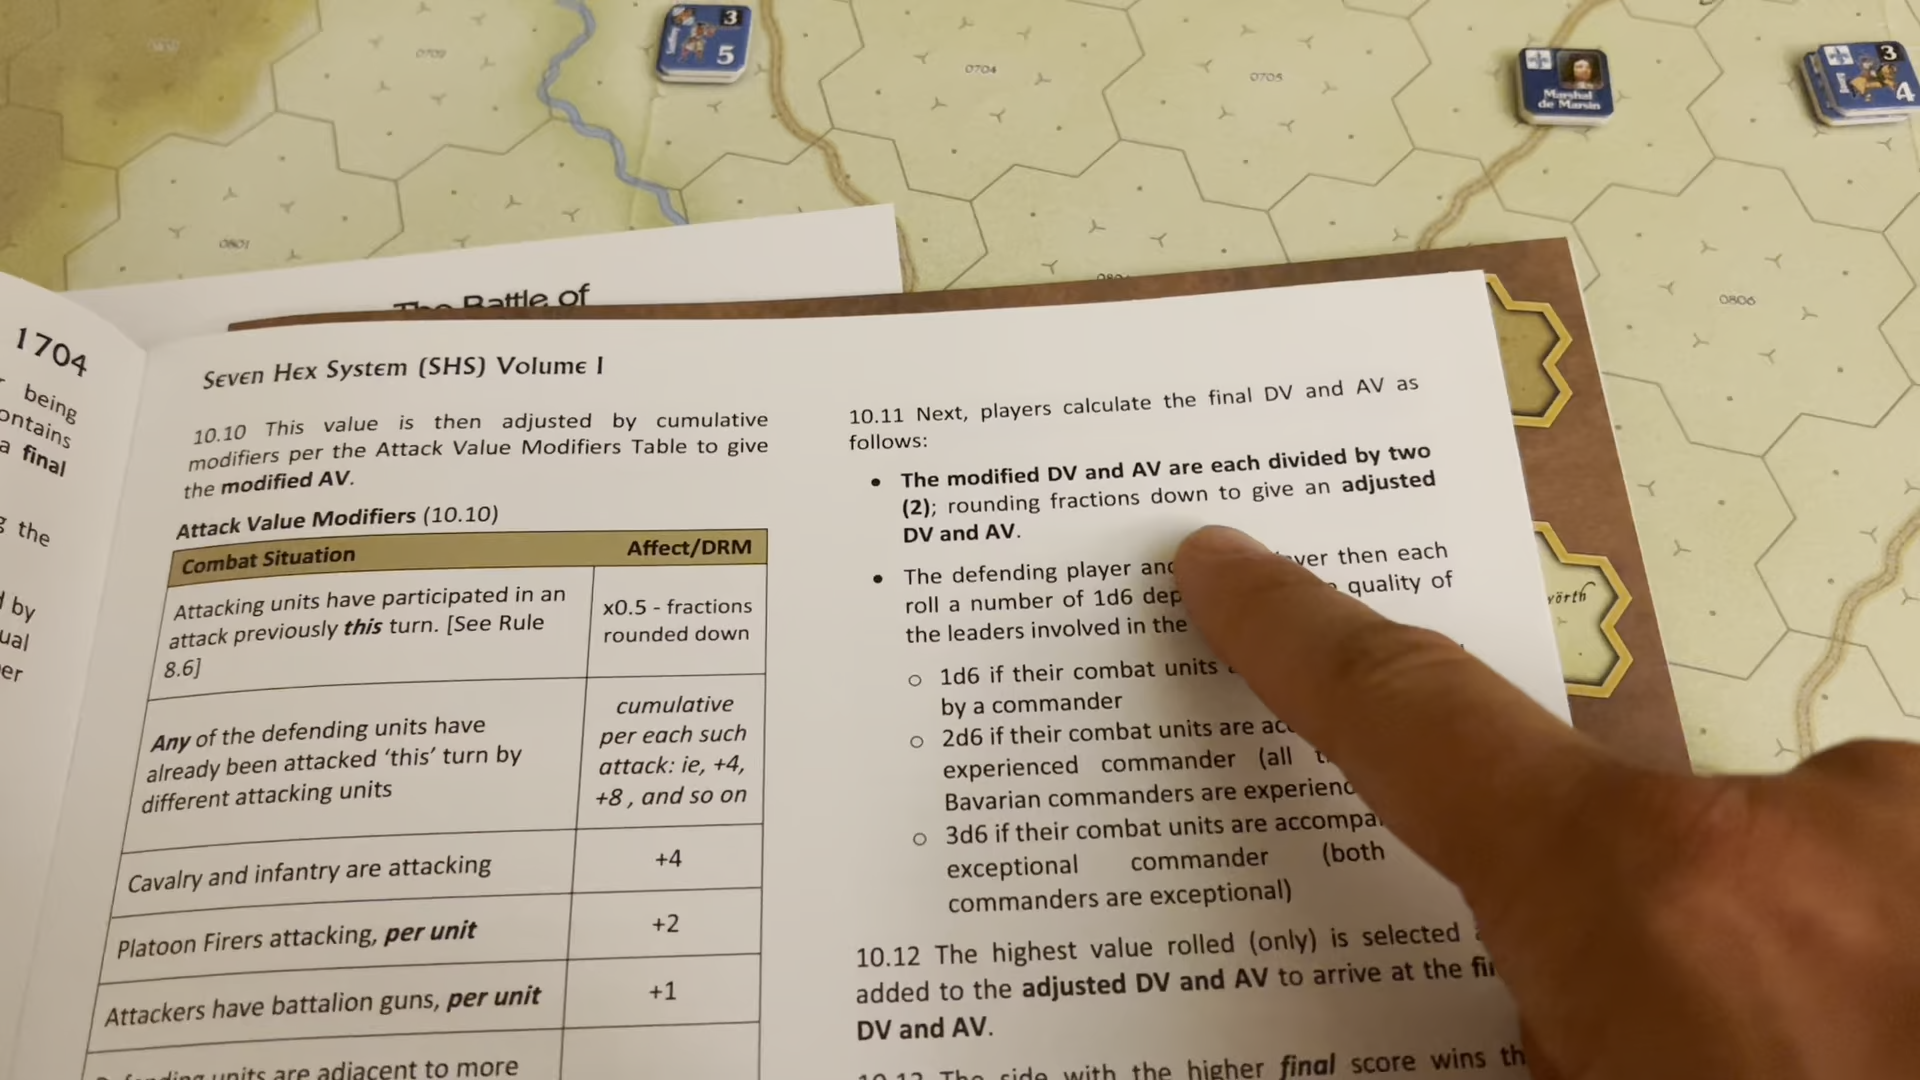 3
5
0704
0705
Marshal
de Marsin
3
4
0801
0806
The Battle of
1704
being
ontains
a final
the
by
ual
er
Seven Hex System (SHS) Volume I
10.10 This value is then adjusted by cumulative
modifiers per the Attack Value Modifiers Table to give
the modified AV.
Attack Value Modifiers (10.10)
Combat Situation Affect/DRM
Attacking units have participated in an
attack previously this turn. [See Rule
8.6]
x0.5 - fractions
rounded down
Any of the defending units have
already been attacked ‘this’ turn by
different attacking units
cumulative
per each such
attack: ie, +4,
+8 , and so on
Cavalry and infantry are attacking +4
Platoon Firers attacking, per unit +2
Attackers have battalion guns, per unit +1
units are adjacent to more
10.11 Next, players calculate the final DV and AV as
follows:
• The modified DV and AV are each divided by two
(2); rounding fractions down to give an adjusted
DV and AV.
• The defending player and yer then each
roll a number of 1d6 dep quality of
the leaders involved in the
o 1d6 if their combat units
by a commander
o 2d6 if their combat units are acc
experienced commander (all
Bavarian commanders are experienc
o 3d6 if their combat units are accompa
exceptional commander (both
commanders are exceptional)
10.12 The highest value rolled (only) is selected
added to the adjusted DV and AV to arrive at the fi
DV and AV.
The side with the higher final score wins th
wörth